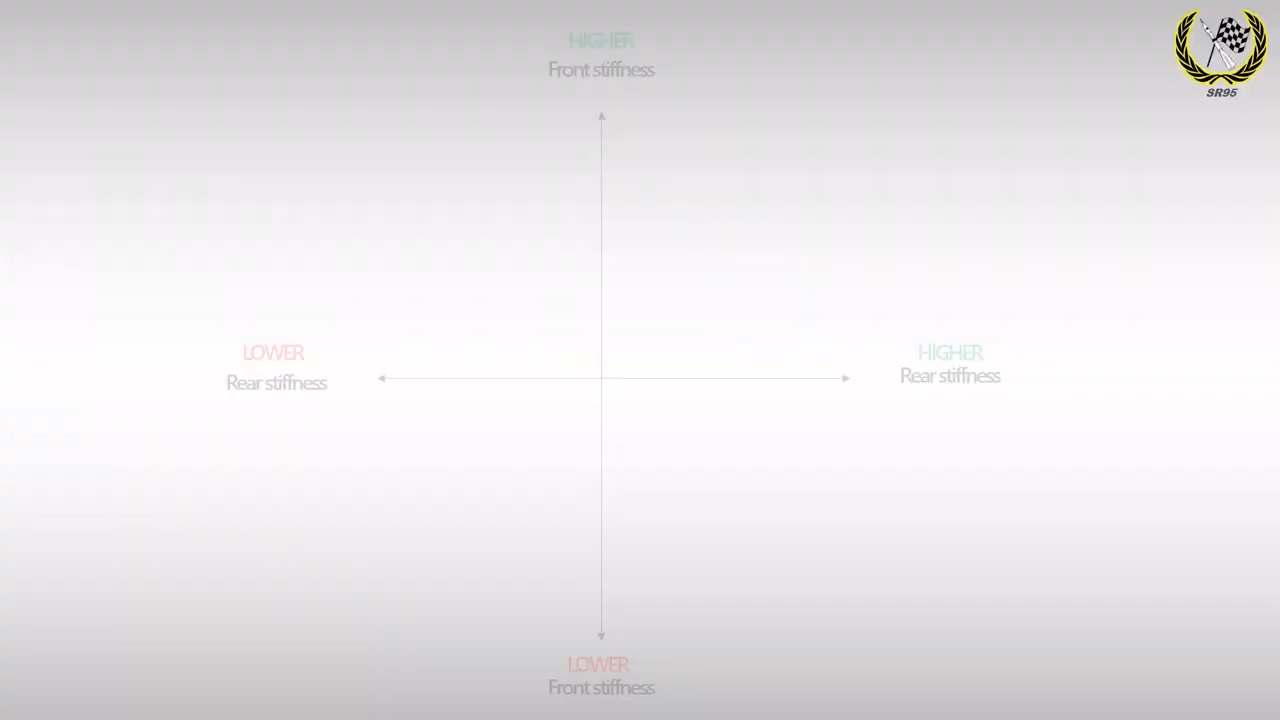 HIGHER
Front stiffness
SR95
LOWER
Rear stiffness
HIGHER
Rear stiffness
LOWER
Front stiffness